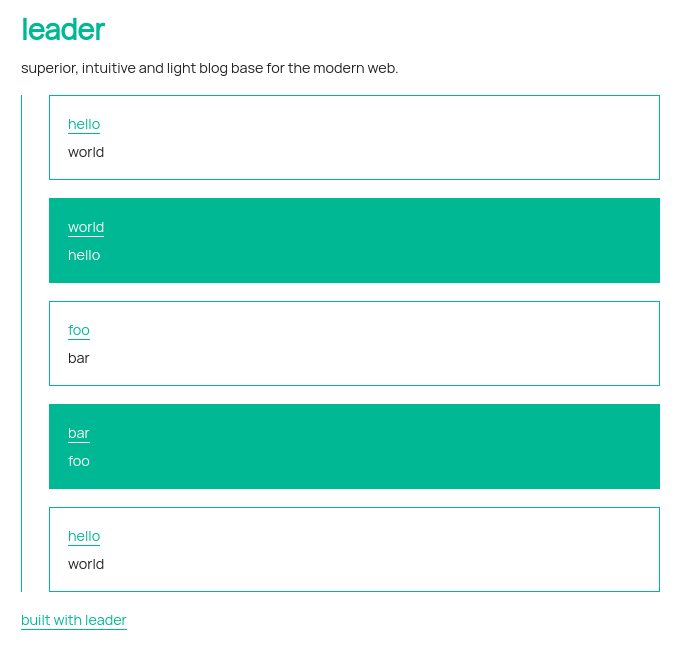 leader
superior, intuitive and light blog base for the modern web.
hello
world
world
hello
foo
bar
bar
foo
hello
world
built with leader